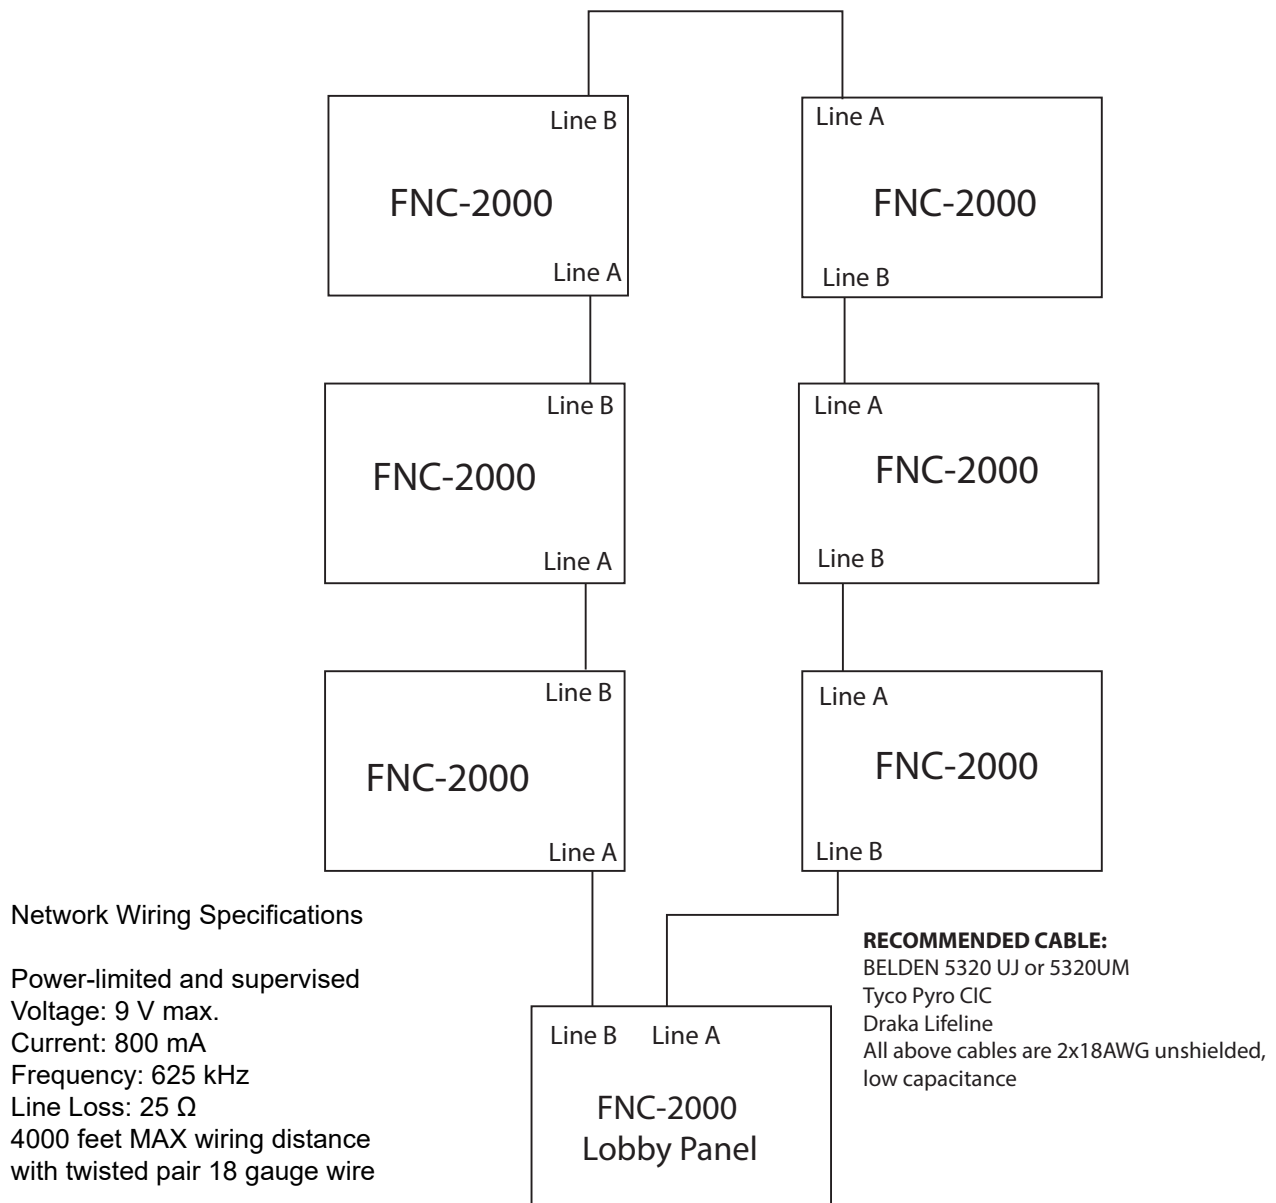 Line B
Line A
FNC-2000
FNC-2000
Line A
Line B
Line B
Line A
FNC-2000
FNC-2000
Line A
Line B
Line B
Line A
FNC-2000
FNC-2000
Line A
Line B
Network Wiring Specifications
Power-limited and supervised
Voltage: 9 V max.
Current: 800 mA
Frequency: 625 kHz
Line Loss: 25 Ω
4000 feet MAX wiring distance
with twisted pair 18 gauge wire
RECOMMENDED CABLE:
BELDEN 5320 UJ or 5320UM
Tyco Pyro CIC
Draka Lifeline
All above cables are 2x18AWG unshielded,
low capacitance
Line B Line A
FNC-2000
Lobby Panel